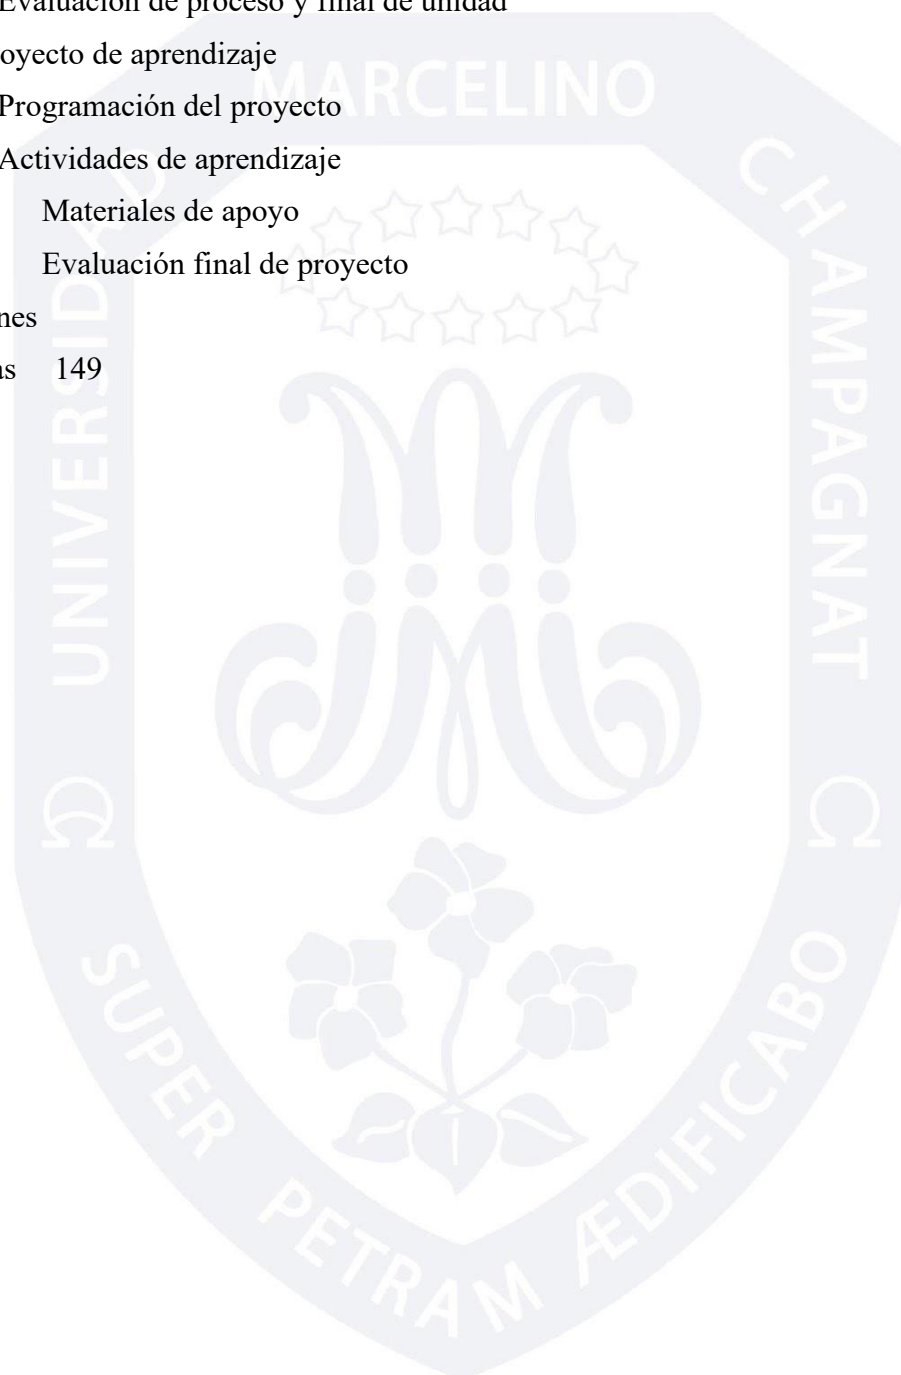 Evaluación de proceso y final de unidad
oyecto de aprendizaje
Programación del proyecto
Actividades de aprendizaje
Materiales de apoyo
Evaluación final de proyecto
nes
as 149
UNIVERSIDAD MARCELINO CHAMPAGNAT
SUPER PETRAM ÆDIFICABO